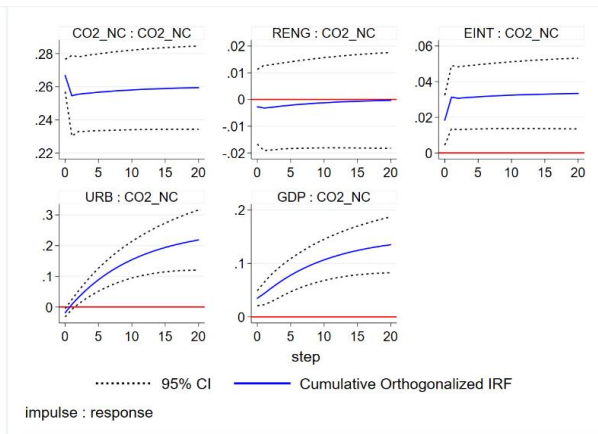 CO2_NC : CO2_NC
.28
.26
.24
.22
0 5 10 15 20
RENG : CO2_NC
.02
.01
0
-.01
-.02
0 5 10 15 20
EINT : CO2_NC
.06
.04
.02
0
0 5 10 15 20
URB : CO2_NC
.3
.2
.1
0
0 5 10 15 20
GDP : CO2_NC
.2
.1
0
0 5 10 15 20
step
95% CI Cumulative Orthogonalized IRF
impulse : response